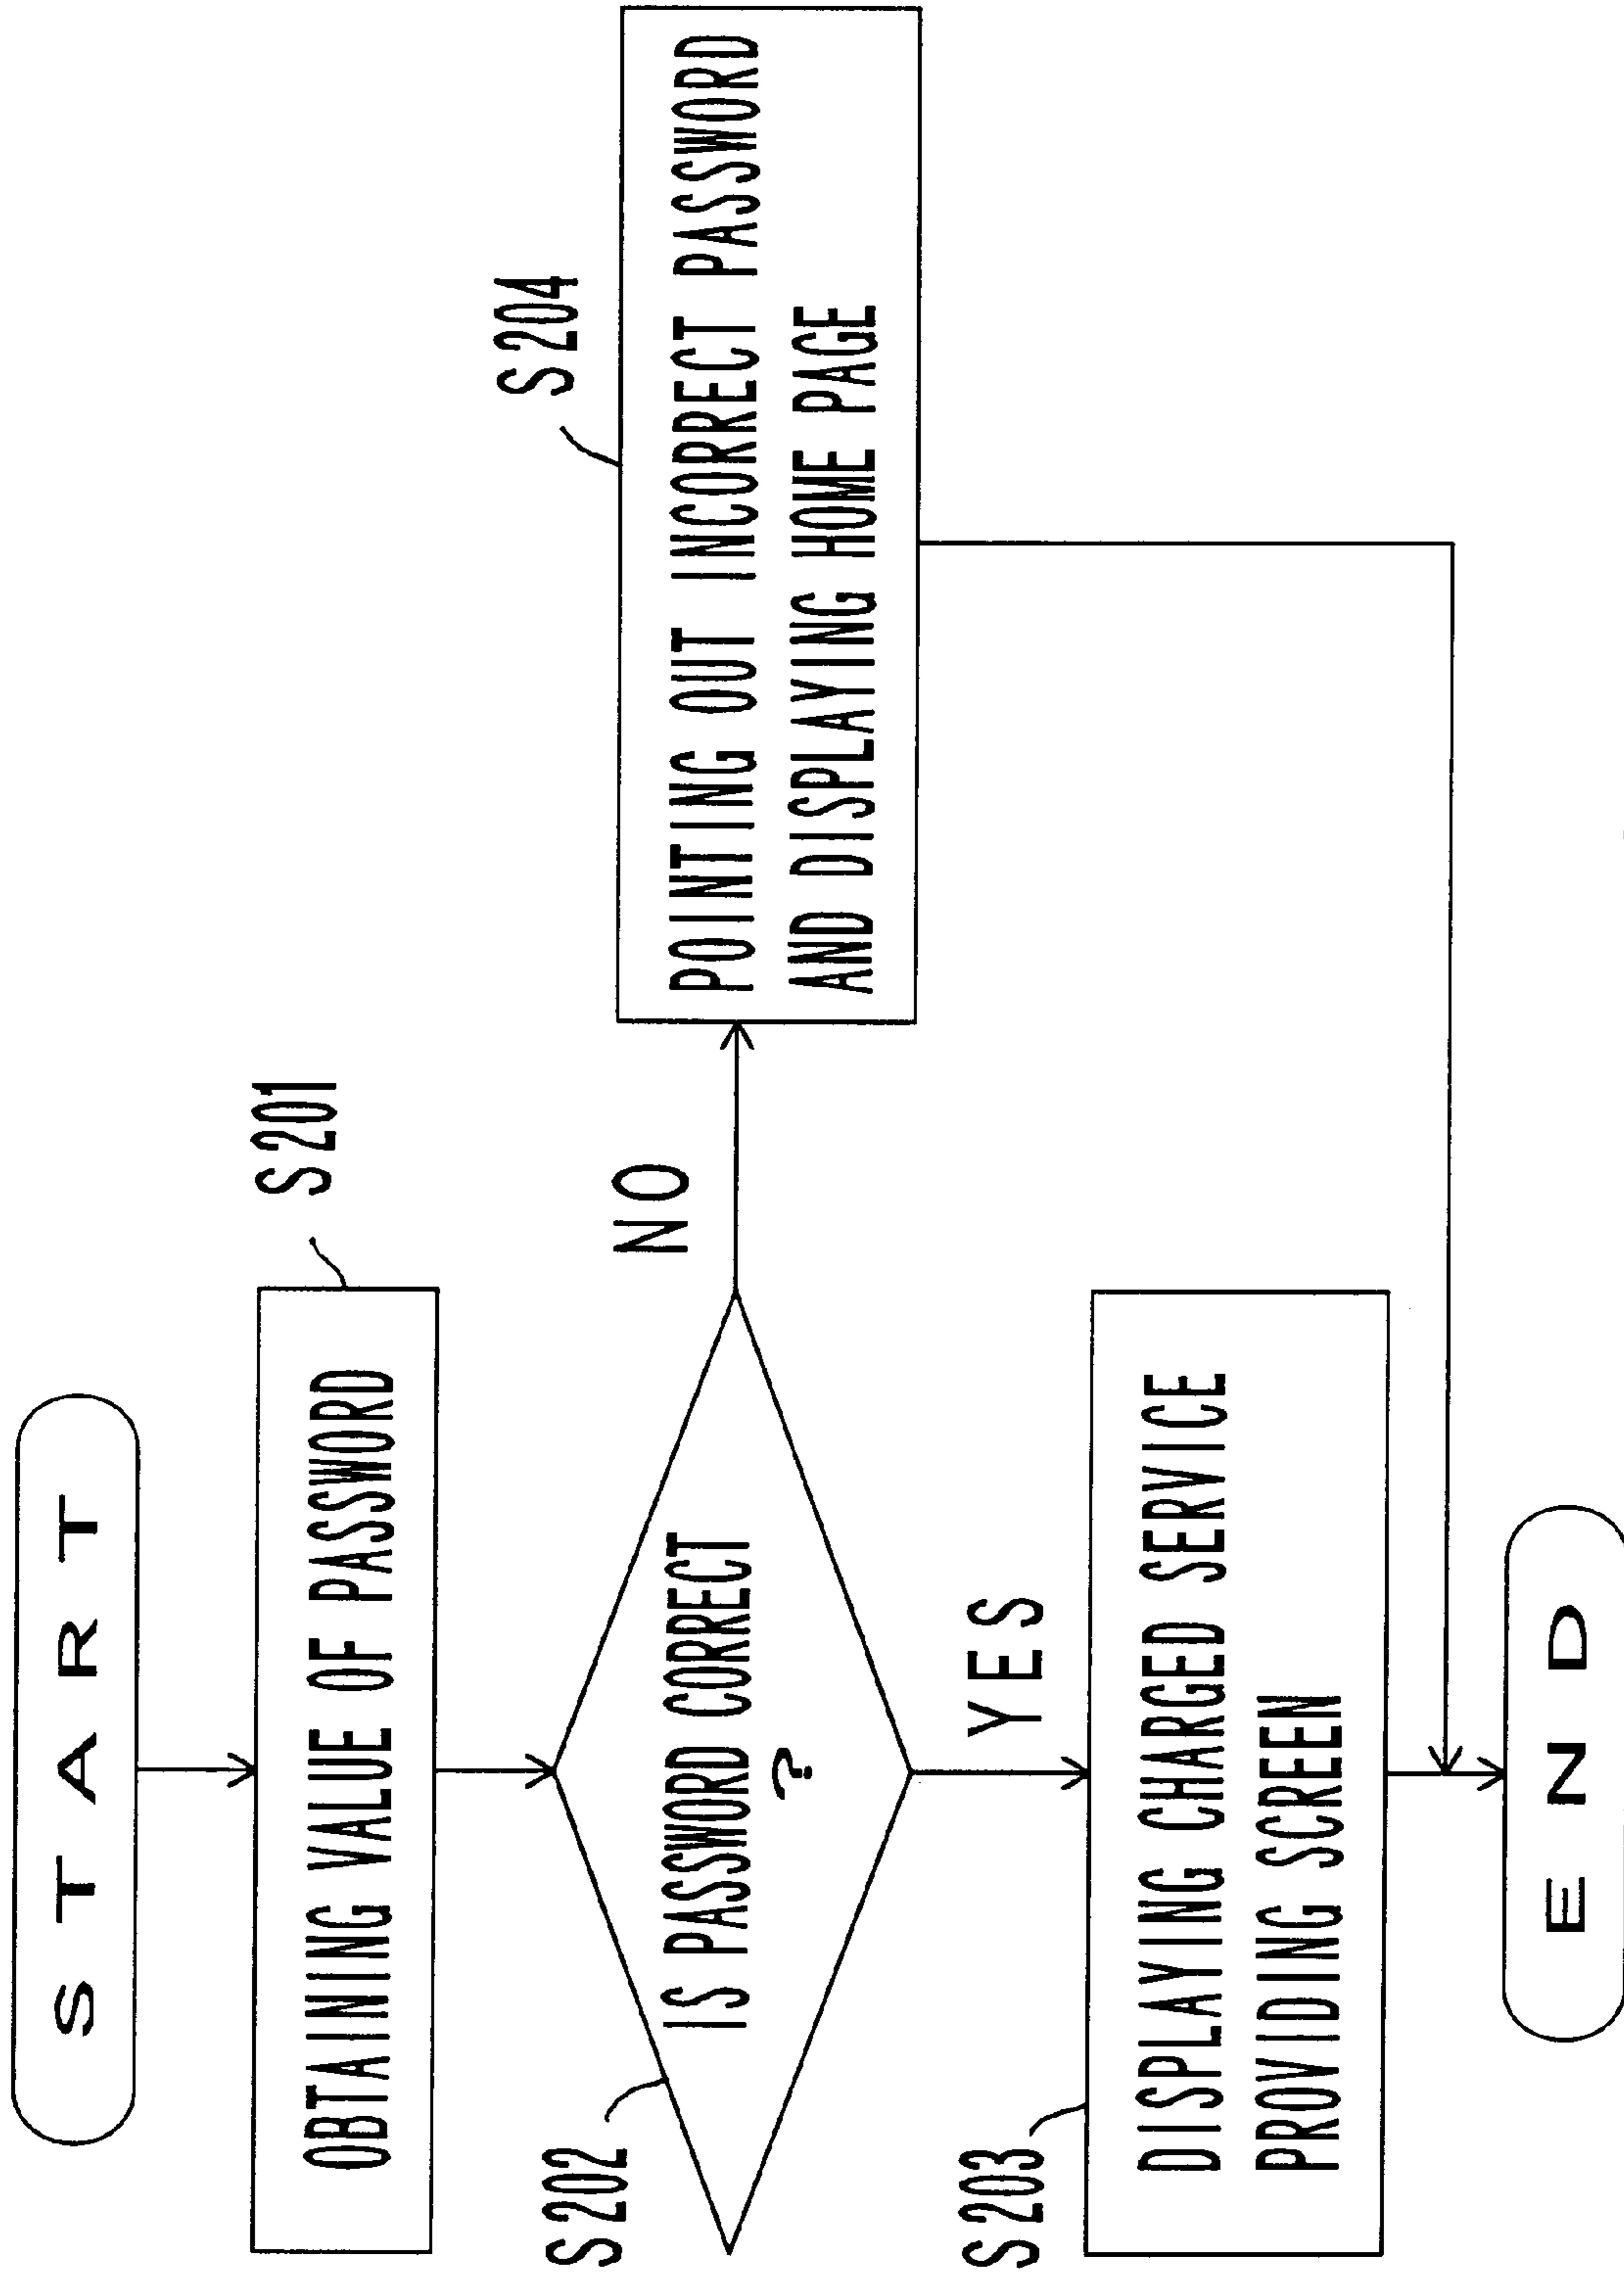 START
S201
OBTAINING VALUE OF PASSWORD
S202
IS PASSWORD CORRECT
?
NO
S204
POINTING OUT INCORRECT PASSWORD
AND DISPLAYING HOME PAGE
YES
S203
DISPLAYING CHARGED SERVICE
PROVIDING SCREEN
END